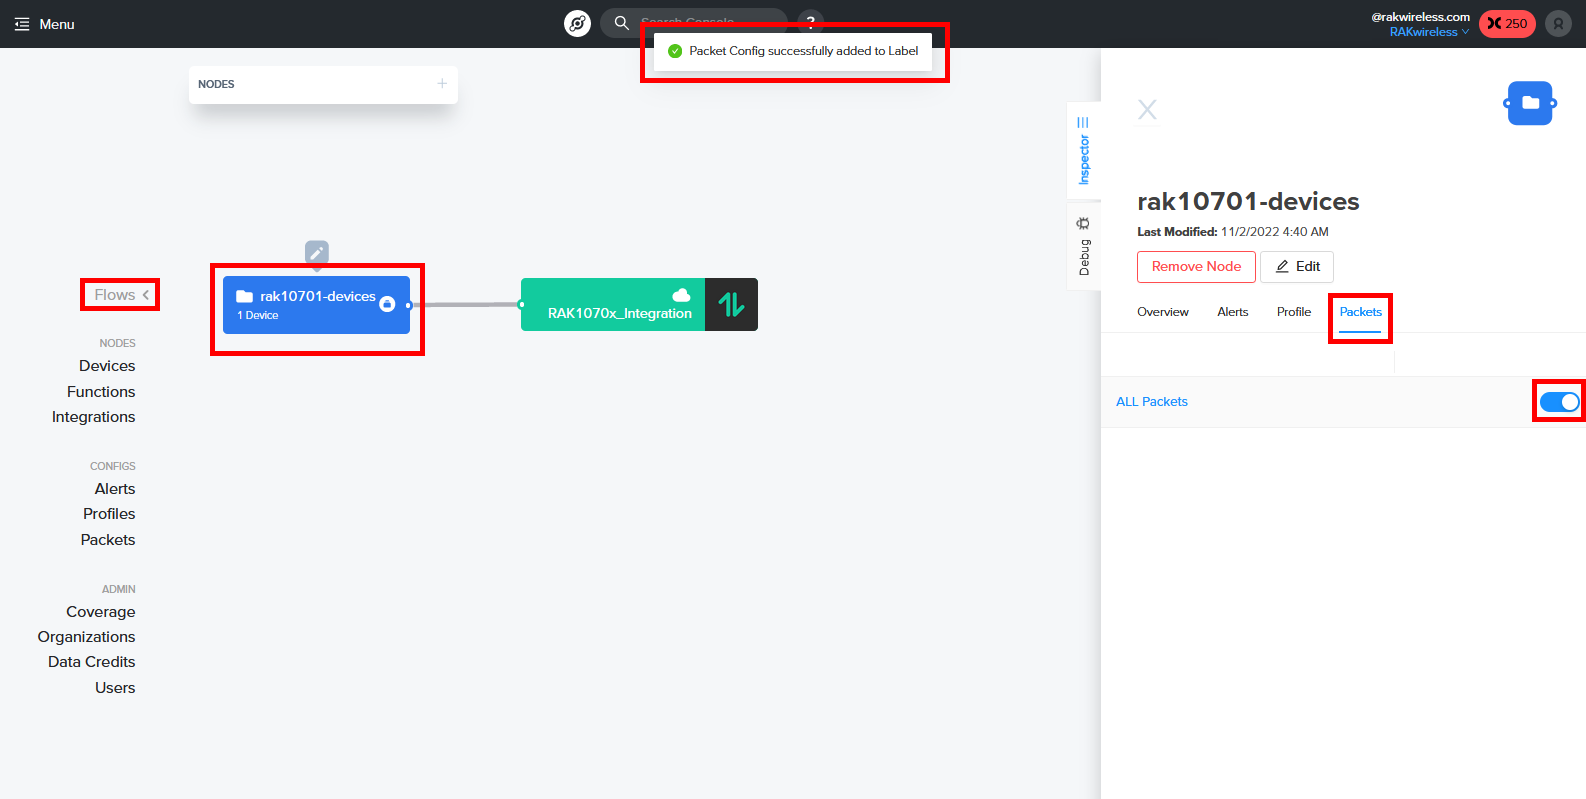 Menu
Search Console
?
@rakwireless.com
RAKwireless
250
Packet Config successfully added to Label
NODES
Flows
NODES
Devices
Functions
Integrations
CONFIGS
Alerts
Profiles
Packets
ADMIN
Coverage
Organizations
Data Credits
Users
rak10701-devices
1 Device
RAK1070x_Integration
Inspector
Debug
X
rak10701-devices
Last Modified: 11/2/2022 4:40 AM
Remove Node
Edit
Overview Alerts Profile Packets
ALL Packets